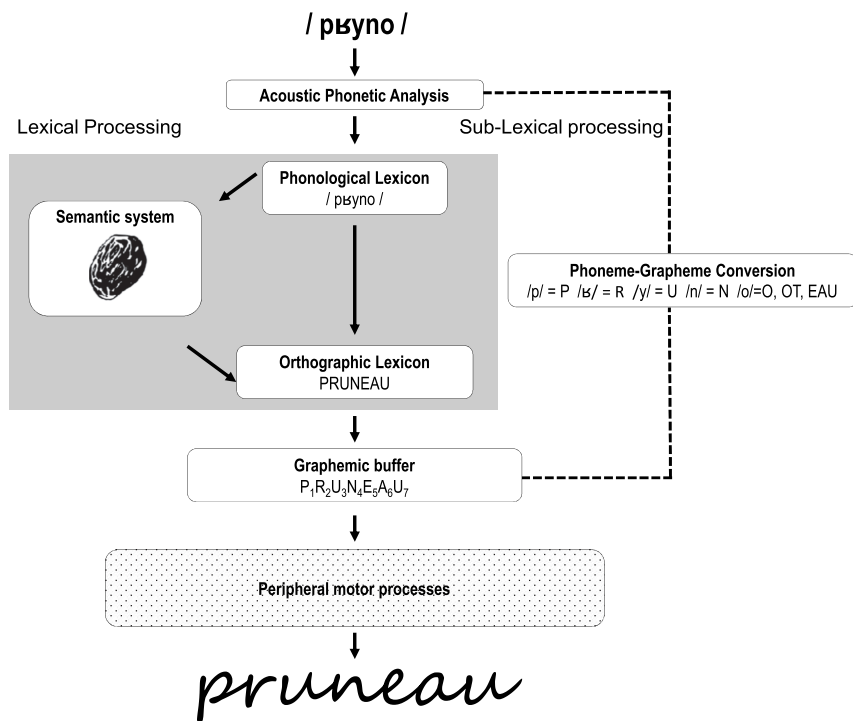 / pʁyno /
Acoustic Phonetic Analysis
Lexical Processing
Sub-Lexical processing
Phonological Lexicon
/ pʁyno /
Semantic system
Phoneme-Grapheme Conversion
/p/ = P /ʁ/ = R /y/ = U /n/ = N /o/=O, OT, EAU
Orthographic Lexicon
PRUNEAU
Graphemic buffer
P₁R₂U₃N₄E₅A₆U₇
Peripheral motor processes
pruneau